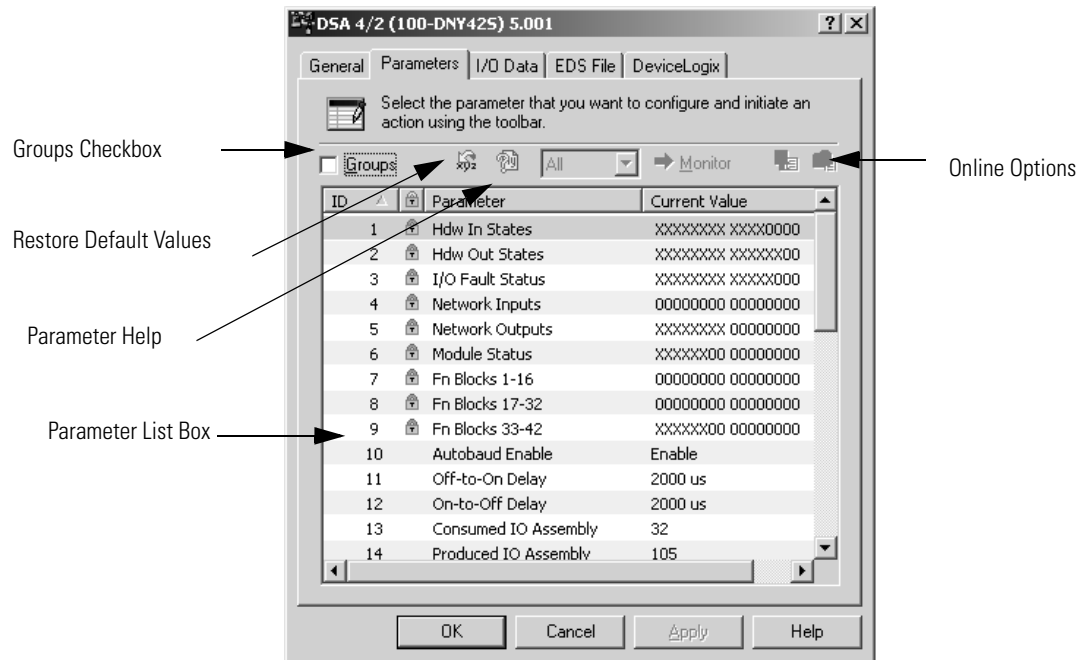 DSA 4/2 (100-DNY42S) 5.001
General Parameters I/O Data EDS File DeviceLogix
Select the parameter that you want to configure and initiate an
action using the toolbar.
Groups Checkbox
Groups xyz All Monitor
Online Options
ID Parameter Current Value
1 Hdw In States XXXXXXXX XXXX0000
Restore Default Values
2 Hdw Out States XXXXXXXX XXXXXX00
3 I/O Fault Status XXXXXXXX XXXXX000
4 Network Inputs 00000000 00000000
Parameter Help
5 Network Outputs XXXXXXXX 00000000
6 Module Status XXXXXX00 00000000
7 Fn Blocks 1-16 00000000 00000000
8 Fn Blocks 17-32 00000000 00000000
Parameter List Box
9 Fn Blocks 33-42 XXXXXX00 00000000
10 Autobaud Enable Enable
11 Off-to-On Delay 2000 us
12 On-to-Off Delay 2000 us
13 Consumed IO Assembly 32
14 Produced IO Assembly 105
OK Cancel Apply Help